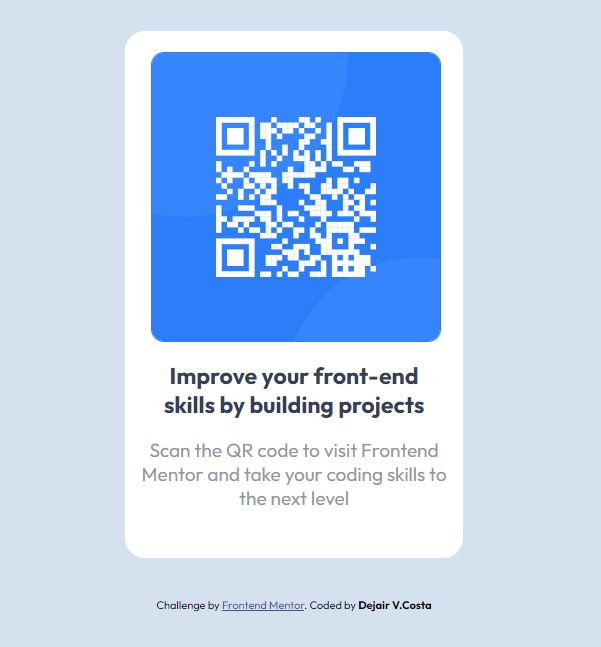 Improve your front-end
skills by building projects
Scan the QR code to visit Frontend
Mentor and take your coding skills to
the next level
Challenge by Frontend Mentor. Coded by Dejair V.Costa